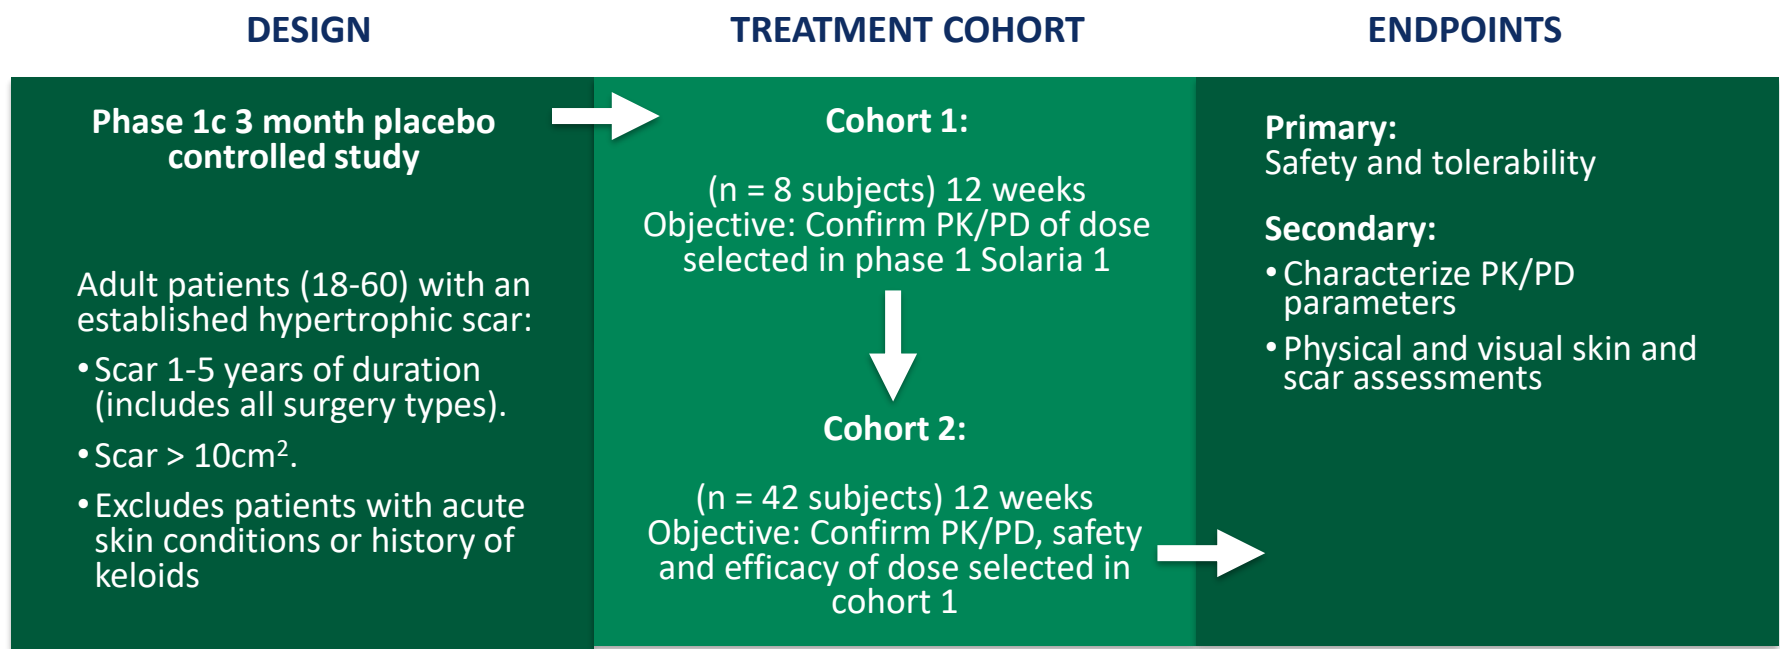 DESIGN
TREATMENT COHORT
ENDPOINTS
Phase 1c 3 month placebo
controlled study
Adult patients (18-60) with an
established hypertrophic scar:
• Scar 1-5 years of duration
(includes all surgery types).
• Scar > 10cm².
• Excludes patients with acute
skin conditions or history of
keloids
Cohort 1:
(n = 8 subjects) 12 weeks
Objective: Confirm PK/PD of dose
selected in phase 1 Solaria 1
Cohort 2:
(n = 42 subjects) 12 weeks
Objective: Confirm PK/PD, safety
and efficacy of dose selected in
cohort 1
Primary:
Safety and tolerability
Secondary:
• Characterize PK/PD
parameters
• Physical and visual skin and
scar assessments